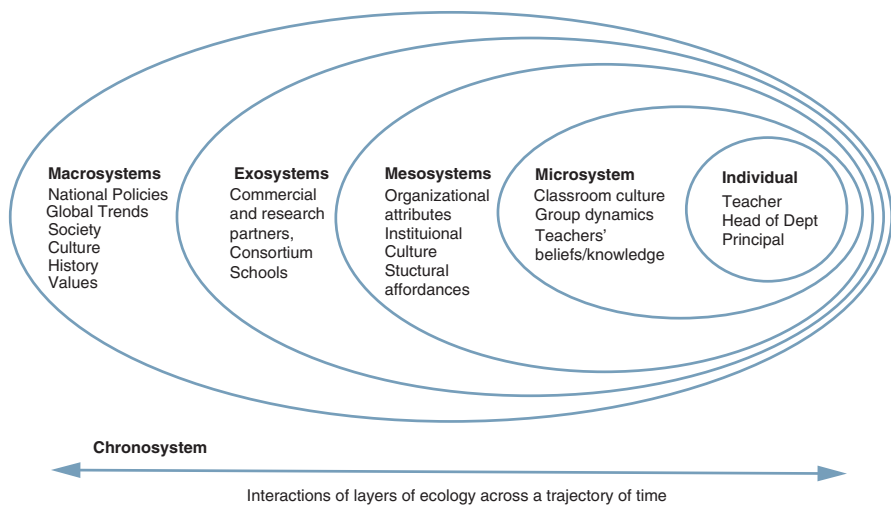 Macrosystems
National Policies
Global Trends
Society
Culture
History
Values
Exosystems
Commercial
and research
partners,
Consortium
Schools
Mesosystems
Organizational
attributes
Instituional
Culture
Stuctural
affordances
Microsystem
Classroom culture
Group dynamics
Teachers'
beliefs/knowledge
Individual
Teacher
Head of Dept
Principal
Chronosystem
Interactions of layers of ecology across a trajectory of time